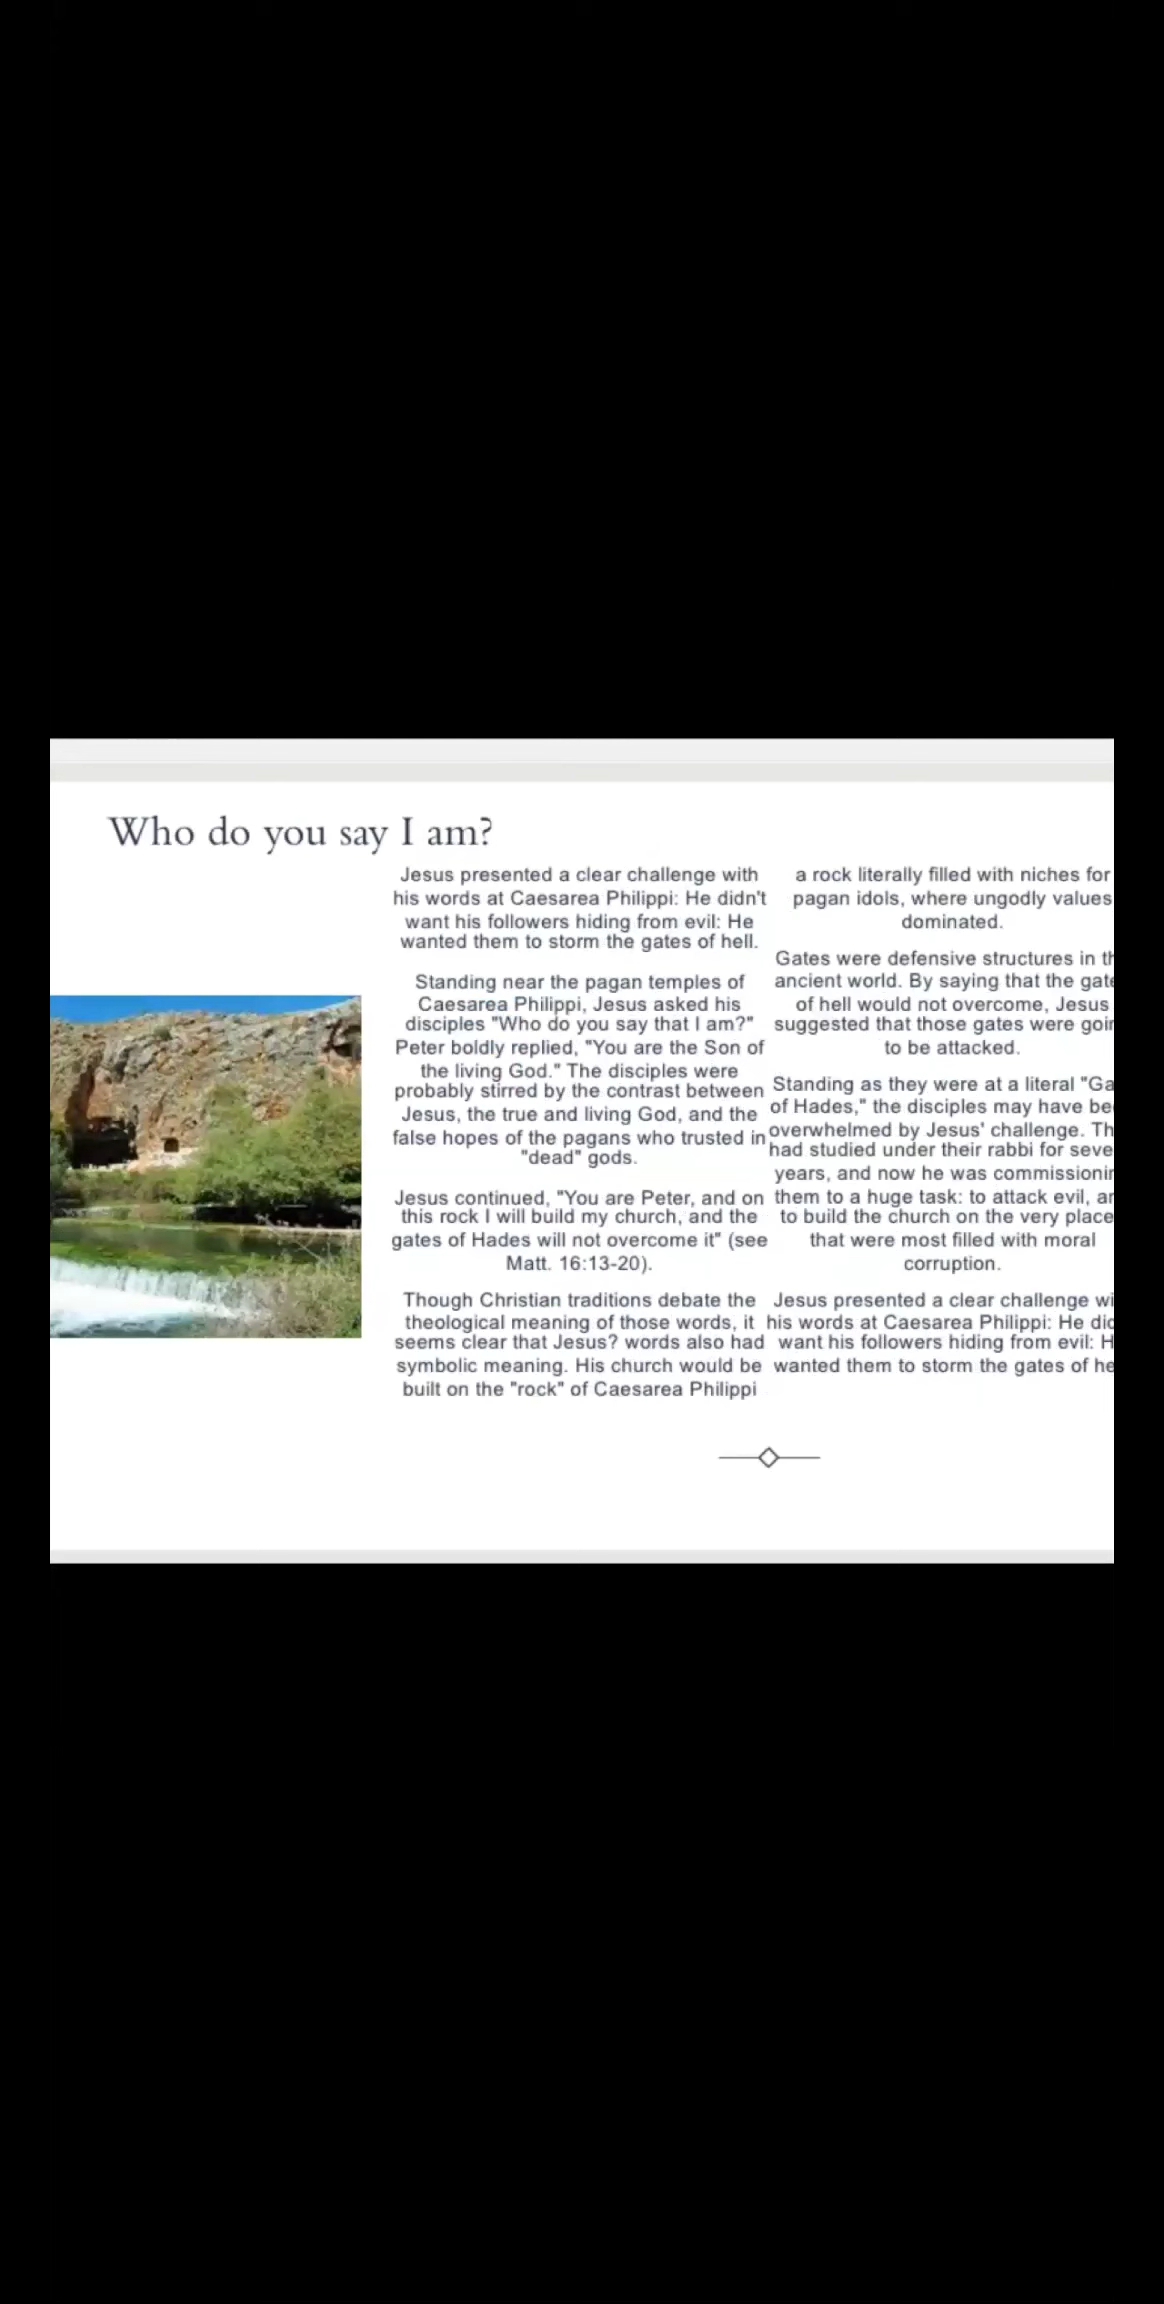 Who do you say I am?
Jesus presented a clear challenge with
his words at Caesarea Philippi: He didn't
want his followers hiding from evil: He
wanted them to storm the gates of hell.
Standing near the pagan temples of
Caesarea Philippi, Jesus asked his
disciples "Who do you say that I am?"
Peter boldly replied, "You are the Son of
the living God." The disciples were
probably stirred by the contrast between
Jesus, the true and living God, and the
false hopes of the pagans who trusted in
"dead" gods.
Jesus continued, "You are Peter, and on
this rock I will build my church, and the
gates of Hades will not overcome it" (see
Matt. 16:13-20).
Though Christian traditions debate the
theological meaning of those words, it
seems clear that Jesus? words also had
symbolic meaning. His church would be
built on the "rock" of Caesarea Philippi
a rock literally filled with niches for
pagan idols, where ungodly values
dominated.
Gates were defensive structures in
ancient world. By saying that the
of hell would not overcome, Jesus
suggested that those gates were
to be attacked.
Standing as they were at a literal
of Hades," the disciples may have
overwhelmed by Jesus' challenge.
had studied under their rabbi for
years, and now he was
them to a huge task: to attack evil,
to build the church on the very place
that were most filled with moral
corruption.
Jesus presented a clear challenge
his words at Caesarea Philippi: He
want his followers hiding from evil:
wanted them to storm the gates of